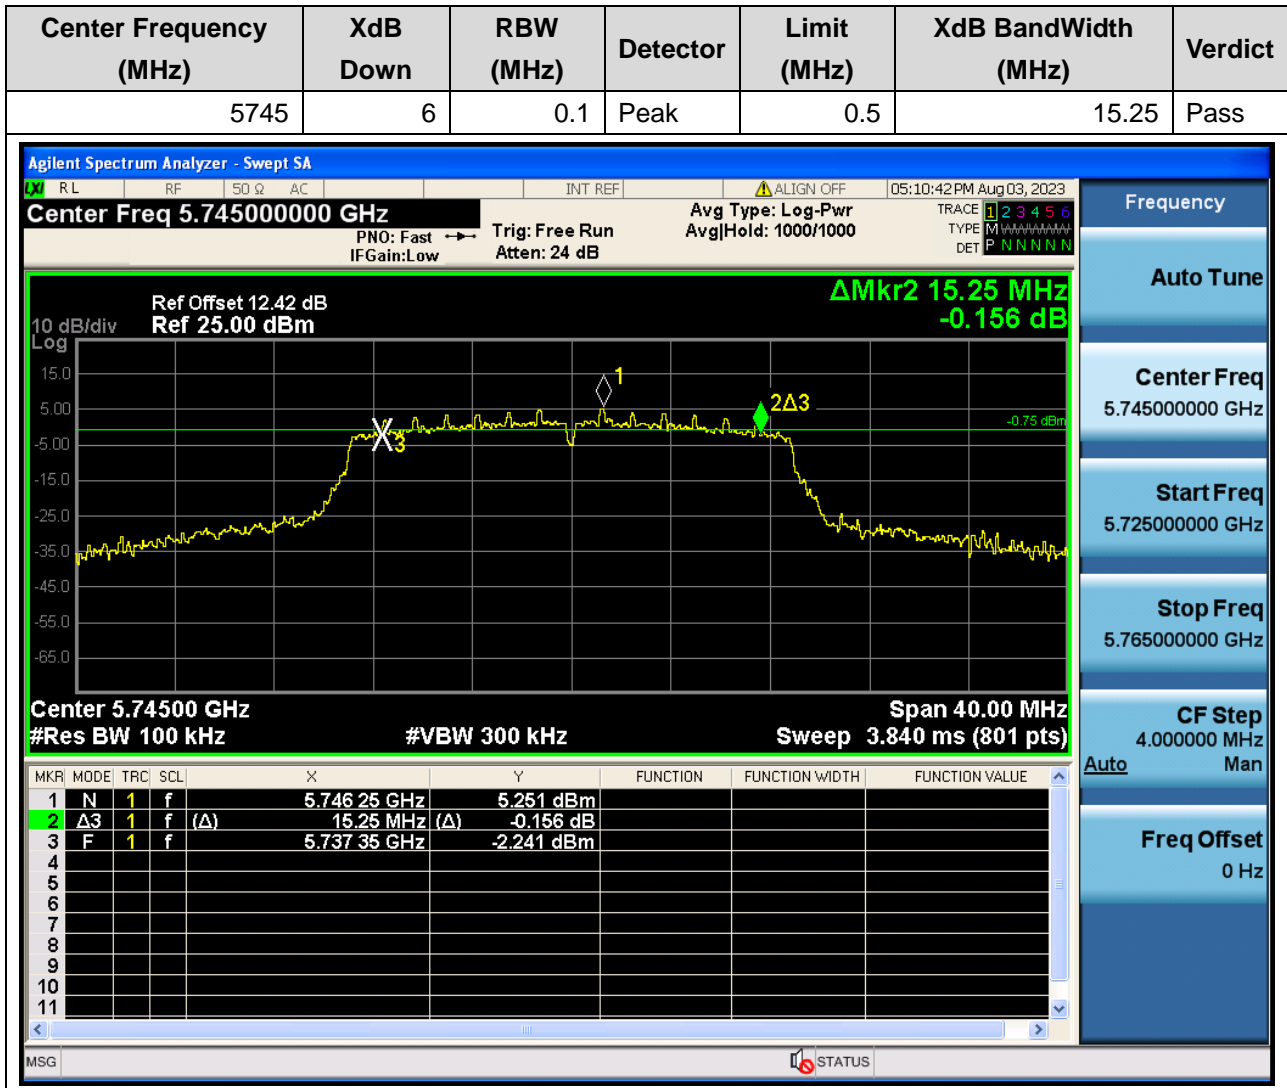 Center Frequency (MHz) XdB Down RBW (MHz) Detector Limit (MHz) XdB BandWidth (MHz) Verdict
5745 6 0.1 Peak 0.5 15.25 Pass
Agilent Spectrum Analyzer - Swept SA
LXI RL RF 50 Ω AC INT REF ALIGN OFF 05:10:42 PM Aug 03, 2023
Center Freq 5.745000000 GHz
PNO: Fast
IFGain:Low
Trig: Free Run
Atten: 24 dB
Avg Type: Log-Pwr
Avg|Hold: 1000/1000
TRACE 1 2 3 4 5 6
TYPE M WWWWW
DET P N N N N N
ΔMkr2 15.25 MHz
-0.156 dB
Ref Offset 12.42 dB
10 dB/div Ref 25.00 dBm
Log
15.0
5.00
-5.00
-15.0
-25.0
-35.0
-45.0
-55.0
-65.0
1
2Δ3
3
-0.75 dBm
Center 5.74500 GHz Span 40.00 MHz
#Res BW 100 kHz #VBW 300 kHz Sweep 3.840 ms (801 pts)
MKR MODE TRC SCL X Y FUNCTION FUNCTION WIDTH FUNCTION VALUE
1 N 1 f 5.746 25 GHz 5.251 dBm
2 Δ3 1 f (Δ) 15.25 MHz (Δ) -0.156 dB
3 F 1 f 5.737 35 GHz -2.241 dBm
4
5
6
7
8
9
10
11
MSG STATUS
Frequency
Auto Tune
Center Freq
5.745000000 GHz
Start Freq
5.725000000 GHz
Stop Freq
5.765000000 GHz
CF Step
4.000000 MHz
Auto Man
Freq Offset
0 Hz